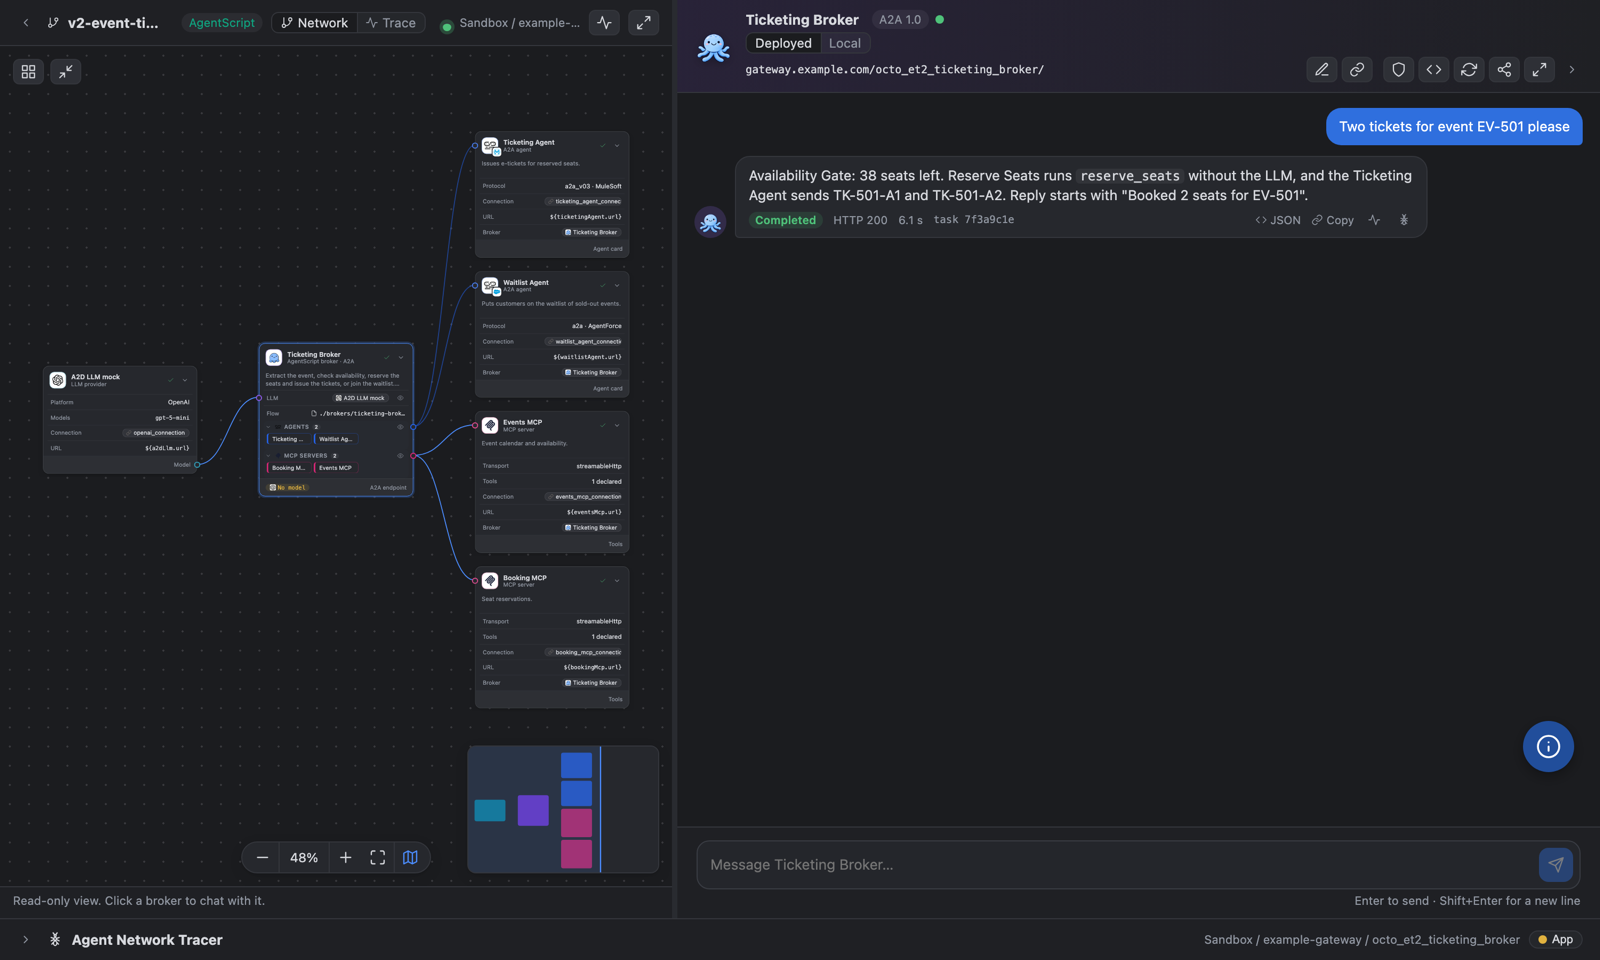 v2-event-ti...
AgentScript
Network
Trace
Sandbox / example-...
Ticketing Agent
A2A agent
Issues e-tickets for reserved seats.
Protocol
a2a_v03 · MuleSoft
Connection
ticketing_agent_connec
URL
${ticketingAgent.url}
Broker
Ticketing Broker
Agent card
Waitlist Agent
A2A agent
Puts customers on the waitlist of sold-out events.
Protocol
a2a · AgentForce
Connection
waitlist_agent_connecti
URL
${waitlistAgent.url}
Broker
Ticketing Broker
Agent card
A2D LLM mock
LLM provider
Platform
OpenAI
Models
gpt-5-mini
Connection
openai_connection
URL
${a2dLlm.url}
Model
Ticketing Broker
AgentScript broker · A2A
Extract the event, check availability, reserve the
seats and issue the tickets, or join the waitlist....
LLM
A2D LLM mock
Flow
./brokers/ticketing-brok...
AGENTS 2
Ticketing ...
Waitlist Ag...
MCP SERVERS 2
Booking M...
Events MCP
No model
A2A endpoint
Events MCP
MCP server
Event calendar and availability.
Transport
streamableHttp
Tools
1 declared
Connection
events_mcp_connection
URL
${eventsMcp.url}
Broker
Ticketing Broker
Tools
Booking MCP
MCP server
Seat reservations.
Transport
streamableHttp
Tools
1 declared
Connection
booking_mcp_connectic
URL
${bookingMcp.url}
Broker
Ticketing Broker
Tools
48%
Read-only view. Click a broker to chat with it.
Ticketing Broker
A2A 1.0
Deployed
Local
gateway.example.com/octo_et2_ticketing_broker/
Two tickets for event EV-501 please
Availability Gate: 38 seats left. Reserve Seats runs reserve_seats without the LLM, and the Ticketing
Agent sends TK-501-A1 and TK-501-A2. Reply starts with "Booked 2 seats for EV-501".
Completed
HTTP 200
6.1 s
task 7f3a9c1e
JSON
Copy
Message Ticketing Broker...
Enter to send · Shift+Enter for a new line
Agent Network Tracer
Sandbox / example-gateway / octo_et2_ticketing_broker
App